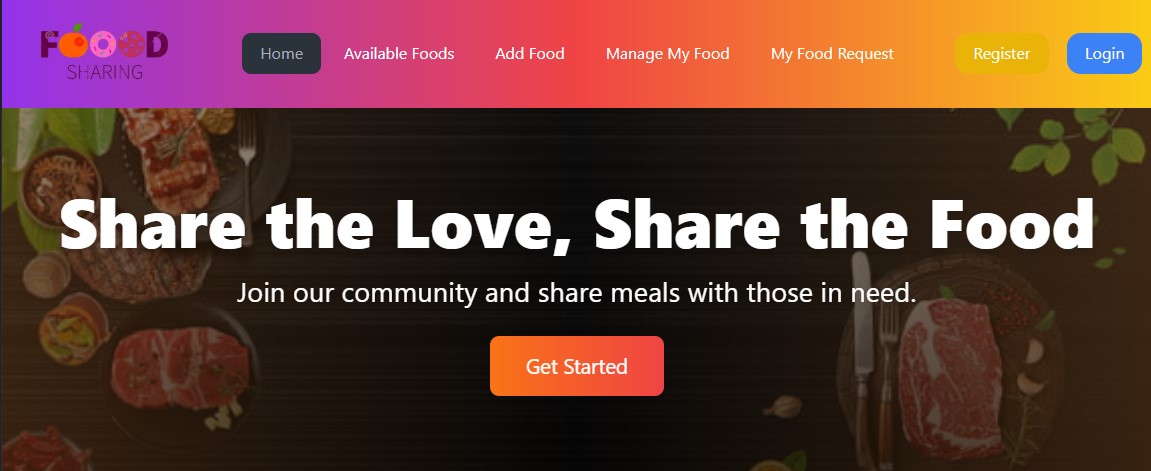 FOOOD
SHARING
Home
Available Foods
Add Food
Manage My Food
My Food Request
Register
Login
Share the Love, Share the Food
Join our community and share meals with those in need.
Get Started